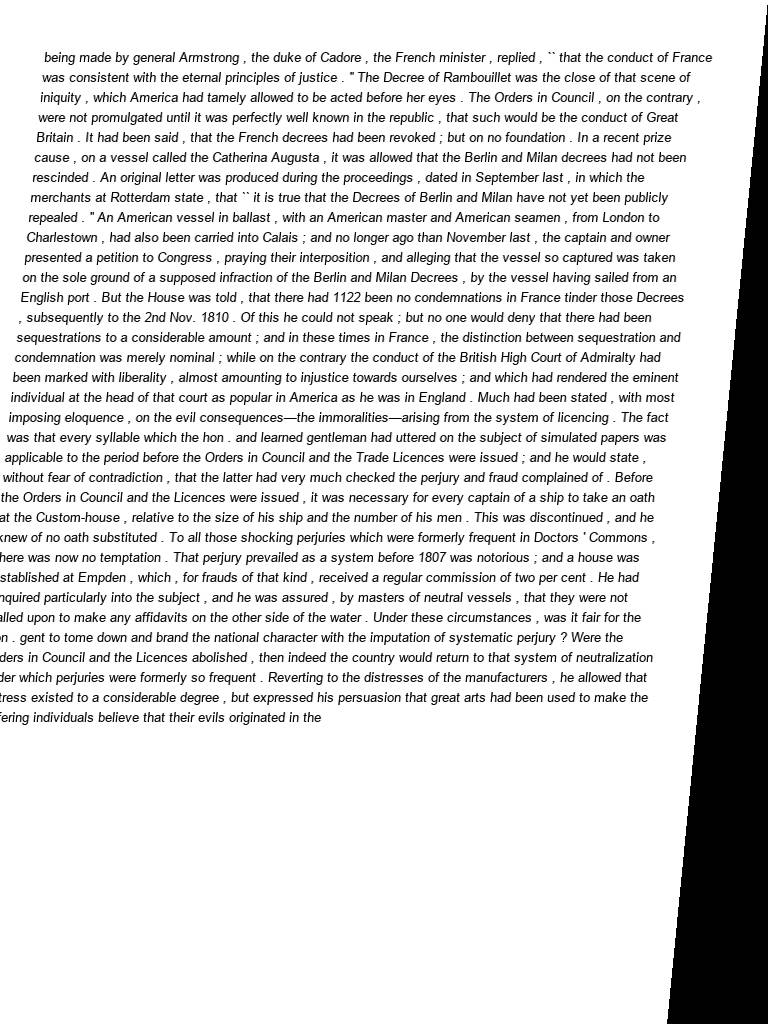 being made by general Armstrong , the duke of Cadore , the French minister , replied , `` that the conduct of France
was consistent with the eternal principles of justice . " The Decree of Rambouillet was the close of that scene of
iniquity , which America had tamely allowed to be acted before her eyes . The Orders in Council , on the contrary ,
were not promulgated until it was perfectly well known in the republic , that such would be the conduct of Great
Britain . It had been said , that the French decrees had been revoked ; but on no foundation . In a recent prize
cause , on a vessel called the Catherina Augusta , it was allowed that the Berlin and Milan decrees had not been
rescinded . An original letter was produced during the proceedings , dated in September last , in which the
merchants at Rotterdam state , that `` it is true that the Decrees of Berlin and Milan have not yet been publicly
repealed . " An American vessel in ballast , with an American master and American seamen , from London to
Charlestown , had also been carried into Calais ; and no longer ago than November last , the captain and owner
presented a petition to Congress , praying their interposition , and alleging that the vessel so captured was taken
on the sole ground of a supposed infraction of the Berlin and Milan Decrees , by the vessel having sailed from an
English port . But the House was told , that there had 1122 been no condemnations in France tinder those Decrees
, subsequently to the 2nd Nov. 1810 . Of this he could not speak ; but no one would deny that there had been
sequestrations to a considerable amount ; and in these times in France , the distinction between sequestration and
condemnation was merely nominal ; while on the contrary the conduct of the British High Court of Admiralty had
been marked with liberality , almost amounting to injustice towards ourselves ; and which had rendered the eminent
individual at the head of that court as popular in America as he was in England . Much had been stated , with most
imposing eloquence , on the evil consequences—the immoralities—arising from the system of licencing . The fact
was that every syllable which the hon . and learned gentleman had uttered on the subject of simulated papers was
applicable to the period before the Orders in Council and the Trade Licences were issued ; and he would state ,
without fear of contradiction , that the latter had very much checked the perjury and fraud complained of . Before
the Orders in Council and the Licences were issued , it was necessary for every captain of a ship to take an oath
at the Custom-house , relative to the size of his ship and the number of his men . This was discontinued , and he
knew of no oath substituted . To all those shocking perjuries which were formerly frequent in Doctors ' Commons ,
here was now no temptation . That perjury prevailed as a system before 1807 was notorious ; and a house was
stablished at Empden , which , for frauds of that kind , received a regular commission of two per cent . He had
nquired particularly into the subject , and he was assured , by masters of neutral vessels , that they were not
alled upon to make any affidavits on the other side of the water . Under these circumstances , was it fair for the
on . gent to tome down and brand the national character with the imputation of systematic perjury ? Were the
ders in Council and the Licences abolished , then indeed the country would return to that system of neutralization
der which perjuries were formerly so frequent . Reverting to the distresses of the manufacturers , he allowed that
tress existed to a considerable degree , but expressed his persuasion that great arts had been used to make the
fering individuals believe that their evils originated in the